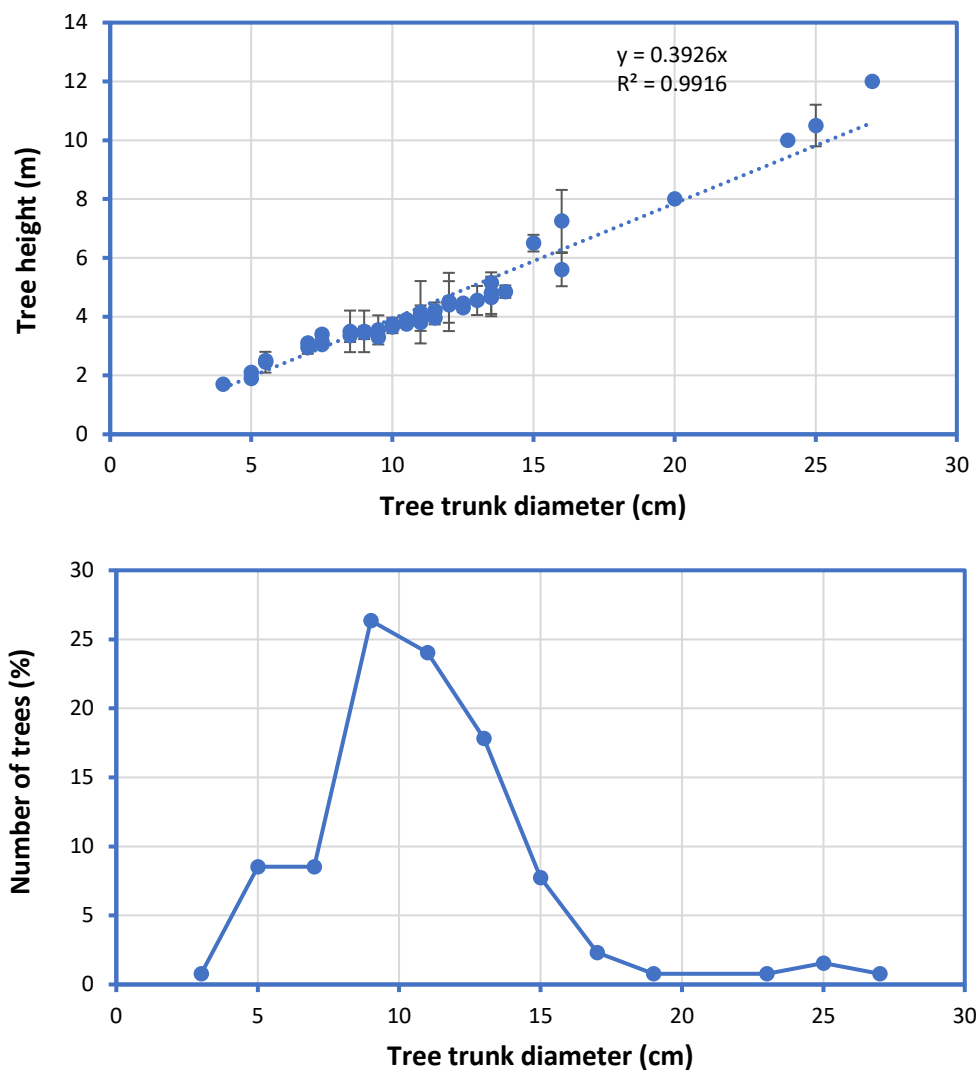 14
12
10
8
6
4
2
0
y = 0.3926x
R² = 0.9916
Tree height (m)
0 5 10 15 20 25 30
Tree trunk diameter (cm)
30
25
20
15
10
5
0
Number of trees (%)
0 5 10 15 20 25 30
Tree trunk diameter (cm)